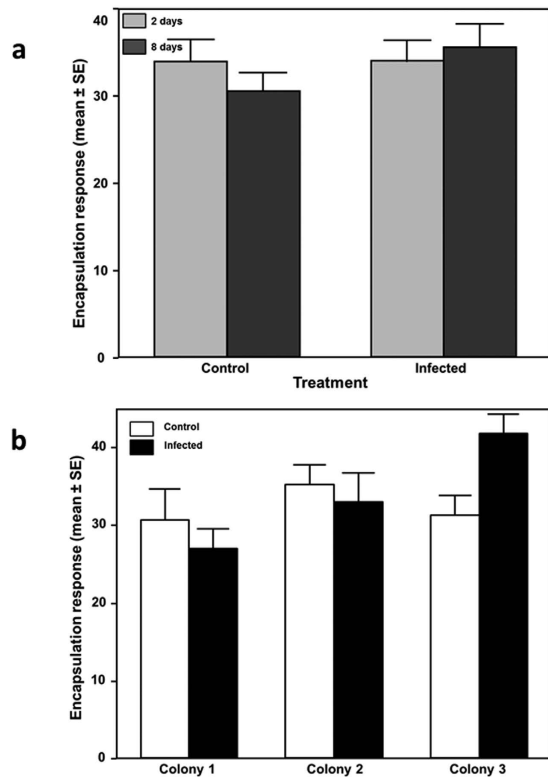 a
2 days
8 days
Encapsulation response (mean ± SE)
40
30
20
10
0
Control
Infected
Treatment
b
Control
Infected
Encapsulation response (mean ± SE)
40
30
20
10
0
Colony 1
Colony 2
Colony 3